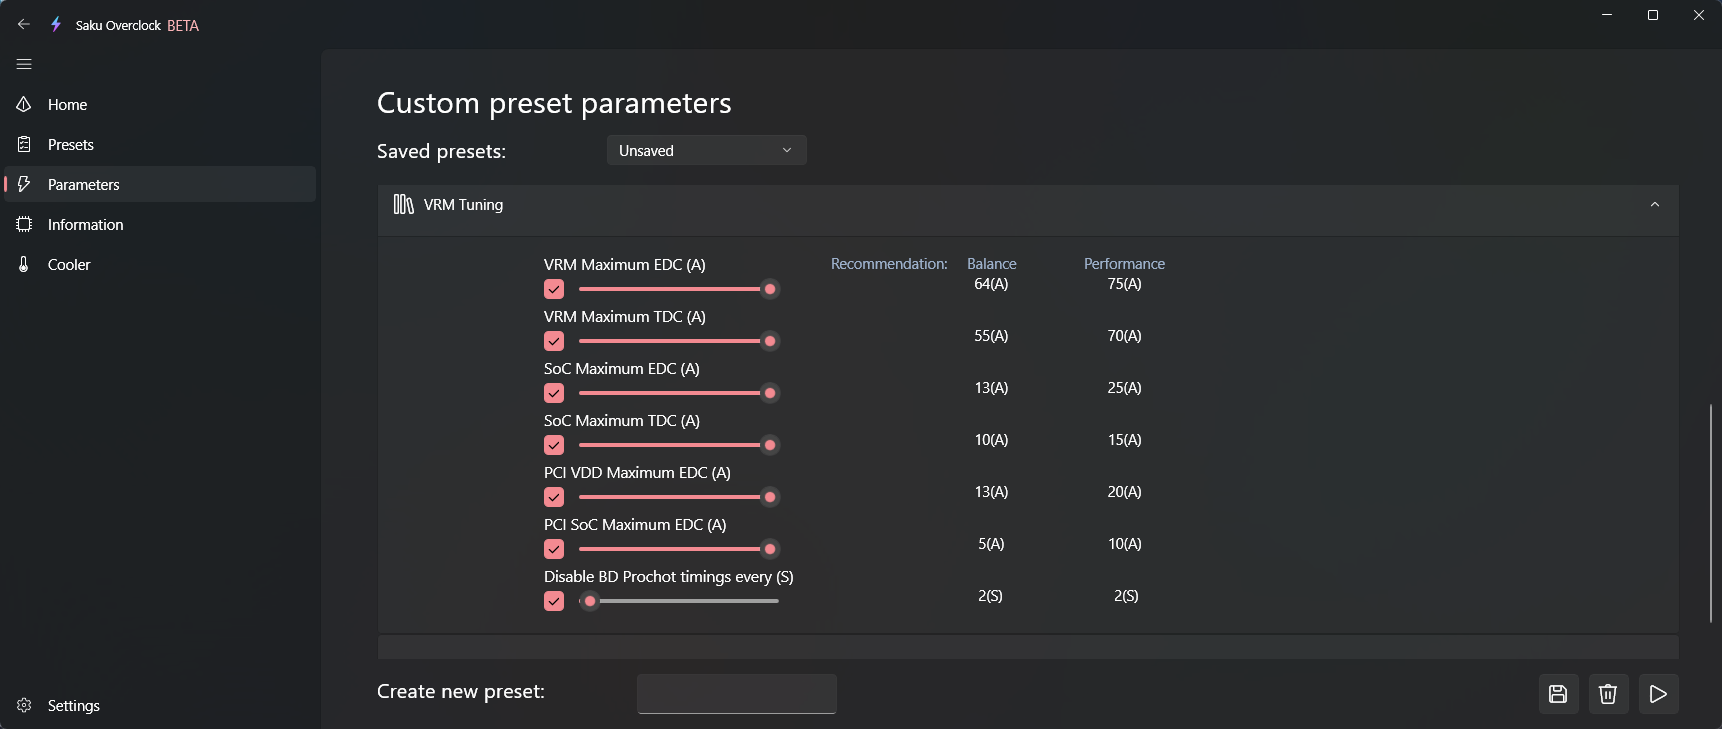 Saku Overclock BETA
Home
Presets
Parameters
Information
Cooler
Settings
Custom preset parameters
Saved presets: Unsaved
VRM Tuning
Recommendation: Balance Performance
VRM Maximum EDC (A) 64(A) 75(A)
VRM Maximum TDC (A) 55(A) 70(A)
SoC Maximum EDC (A) 13(A) 25(A)
SoC Maximum TDC (A) 10(A) 15(A)
PCI VDD Maximum EDC (A) 13(A) 20(A)
PCI SoC Maximum EDC (A) 5(A) 10(A)
Disable BD Prochot timings every (S) 2(S) 2(S)
Create new preset: